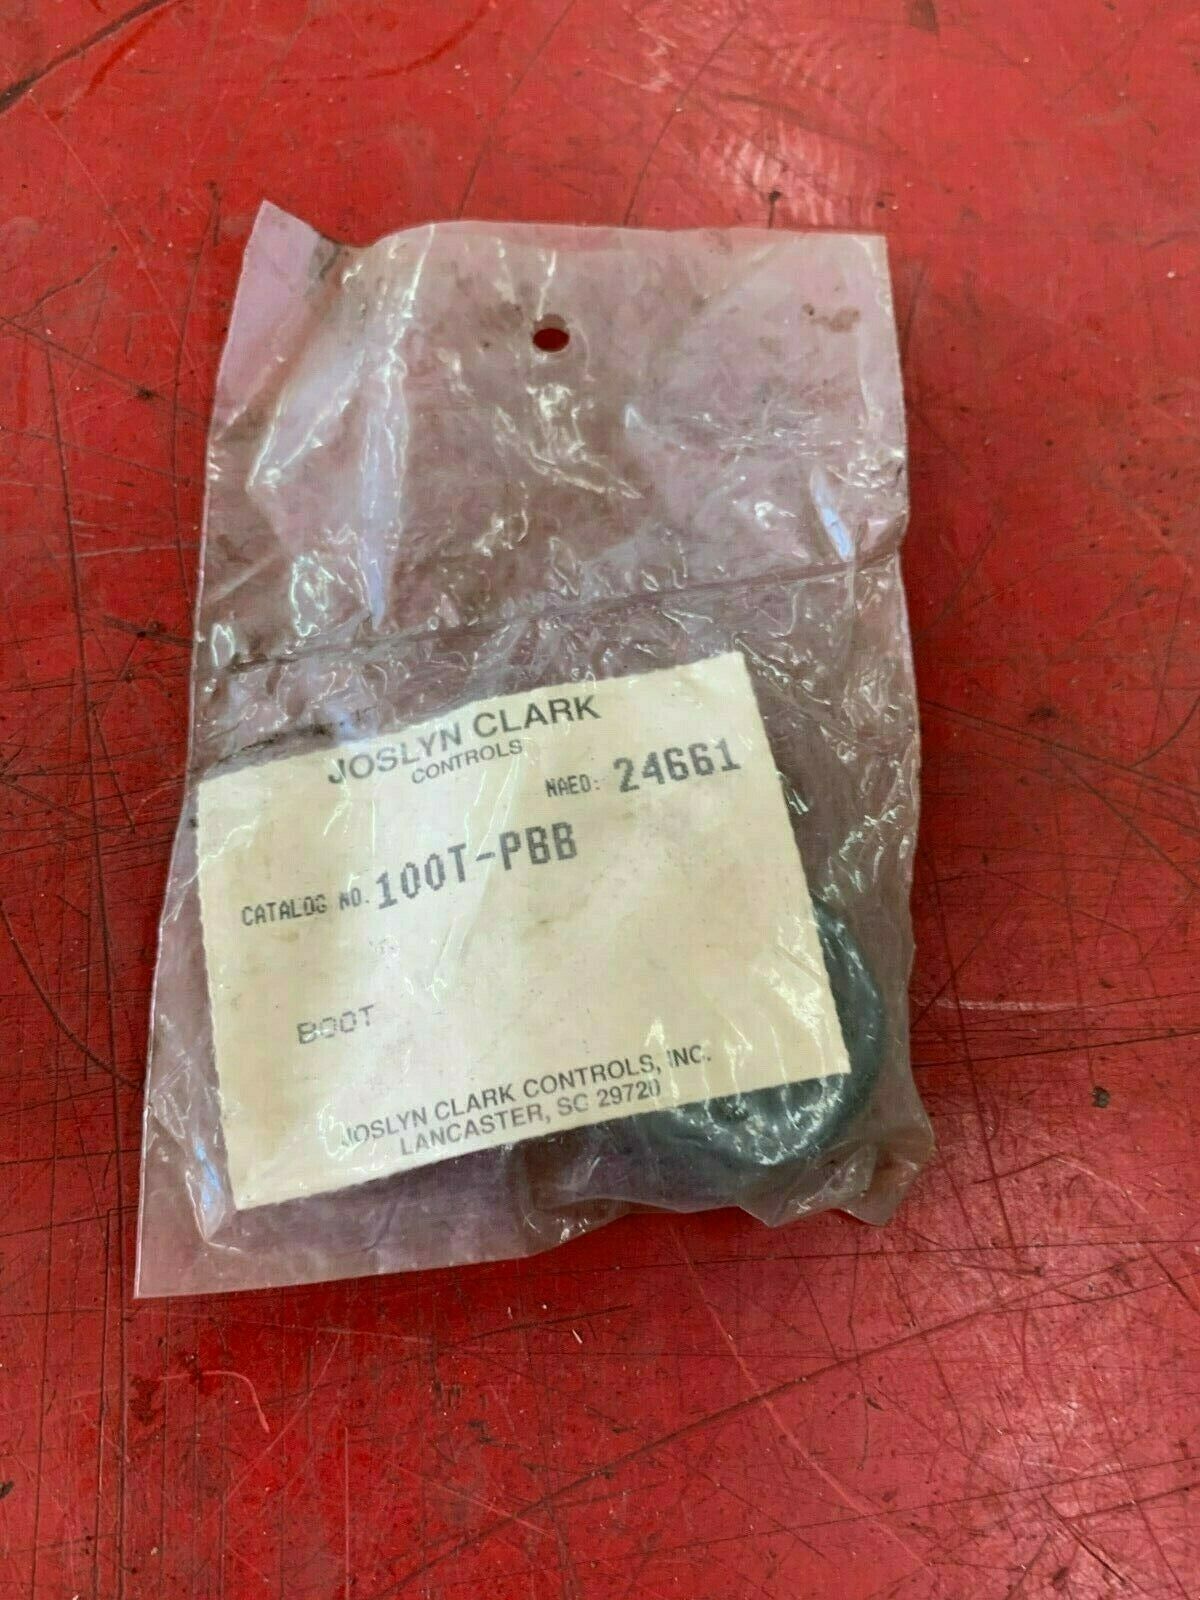 JOSLYN CLARK
CONTROLS
NAED: 24661
CATALOG NO. 100T-PBB
BOOT
JOSLYN CLARK CONTROLS, INC.
LANCASTER, SC 29720